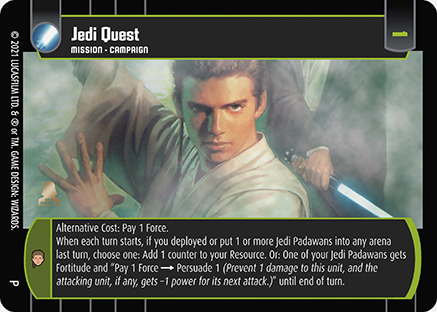 Jedi Quest
MISSION • CAMPAIGN
Alternative Cost: Pay 1 Force.
When each turn starts, if you deployed or put 1 or more Jedi Padawans into any arena
last turn, choose one: Add 1 counter to your Resource. Or: One of your Jedi Padawans gets
Fortitude and "Pay 1 Force → Persuade 1 (Prevent 1 damage to this unit, and the
attacking unit, if any, gets -1 power for its next attack.)" until end of turn.
© 2021 LUCASFILM LTD. & ® or TM. GAME DESIGN: WIZARDS.
P